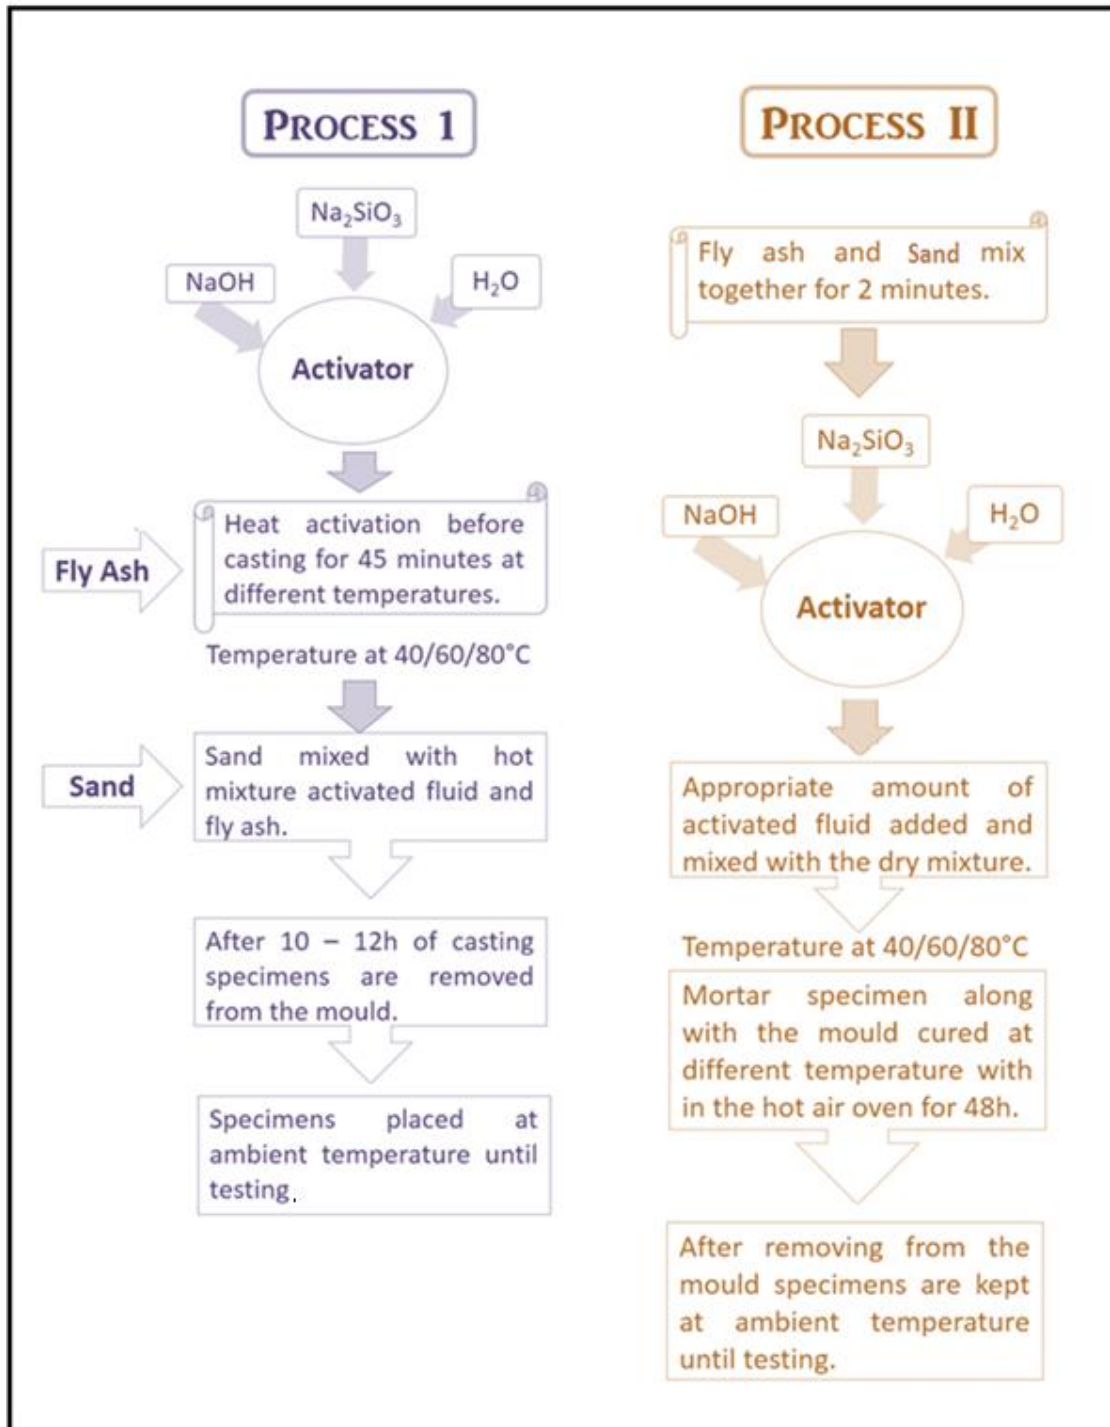 PROCESS 1
Na₂SiO₃
NaOH
H₂O
Activator
Fly Ash
Heat activation before
casting for 45 minutes at
different temperatures.
Temperature at 40/60/80°C
Sand
Sand mixed with hot
mixture activated fluid and
fly ash.
After 10 – 12h of casting
specimens are removed
from the mould.
Specimens placed at
ambient temperature until
testing.
PROCESS II
Fly ash and Sand mix
together for 2 minutes.
Na₂SiO₃
NaOH
H₂O
Activator
Appropriate amount of
activated fluid added and
mixed with the dry mixture.
Temperature at 40/60/80°C
Mortar specimen along
with the mould cured at
different temperature with
in the hot air oven for 48h.
After removing from the
mould specimens are kept
at ambient temperature
until testing.